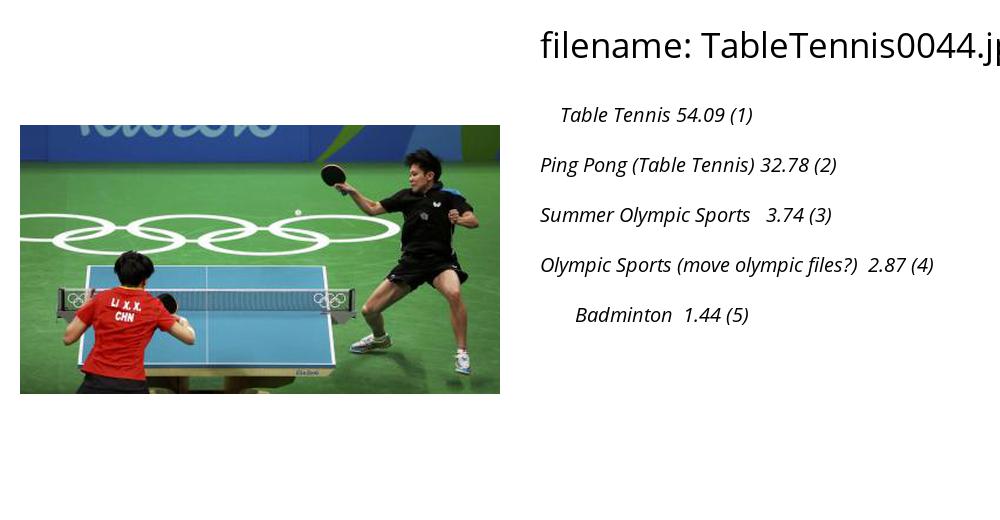 filename: TableTennis0044.jp
Table Tennis 54.09 (1)
Ping Pong (Table Tennis) 32.78 (2)
Summer Olympic Sports 3.74 (3)
Olympic Sports (move olympic files?) 2.87 (4)
Badminton 1.44 (5)
LI X. X.
CHN